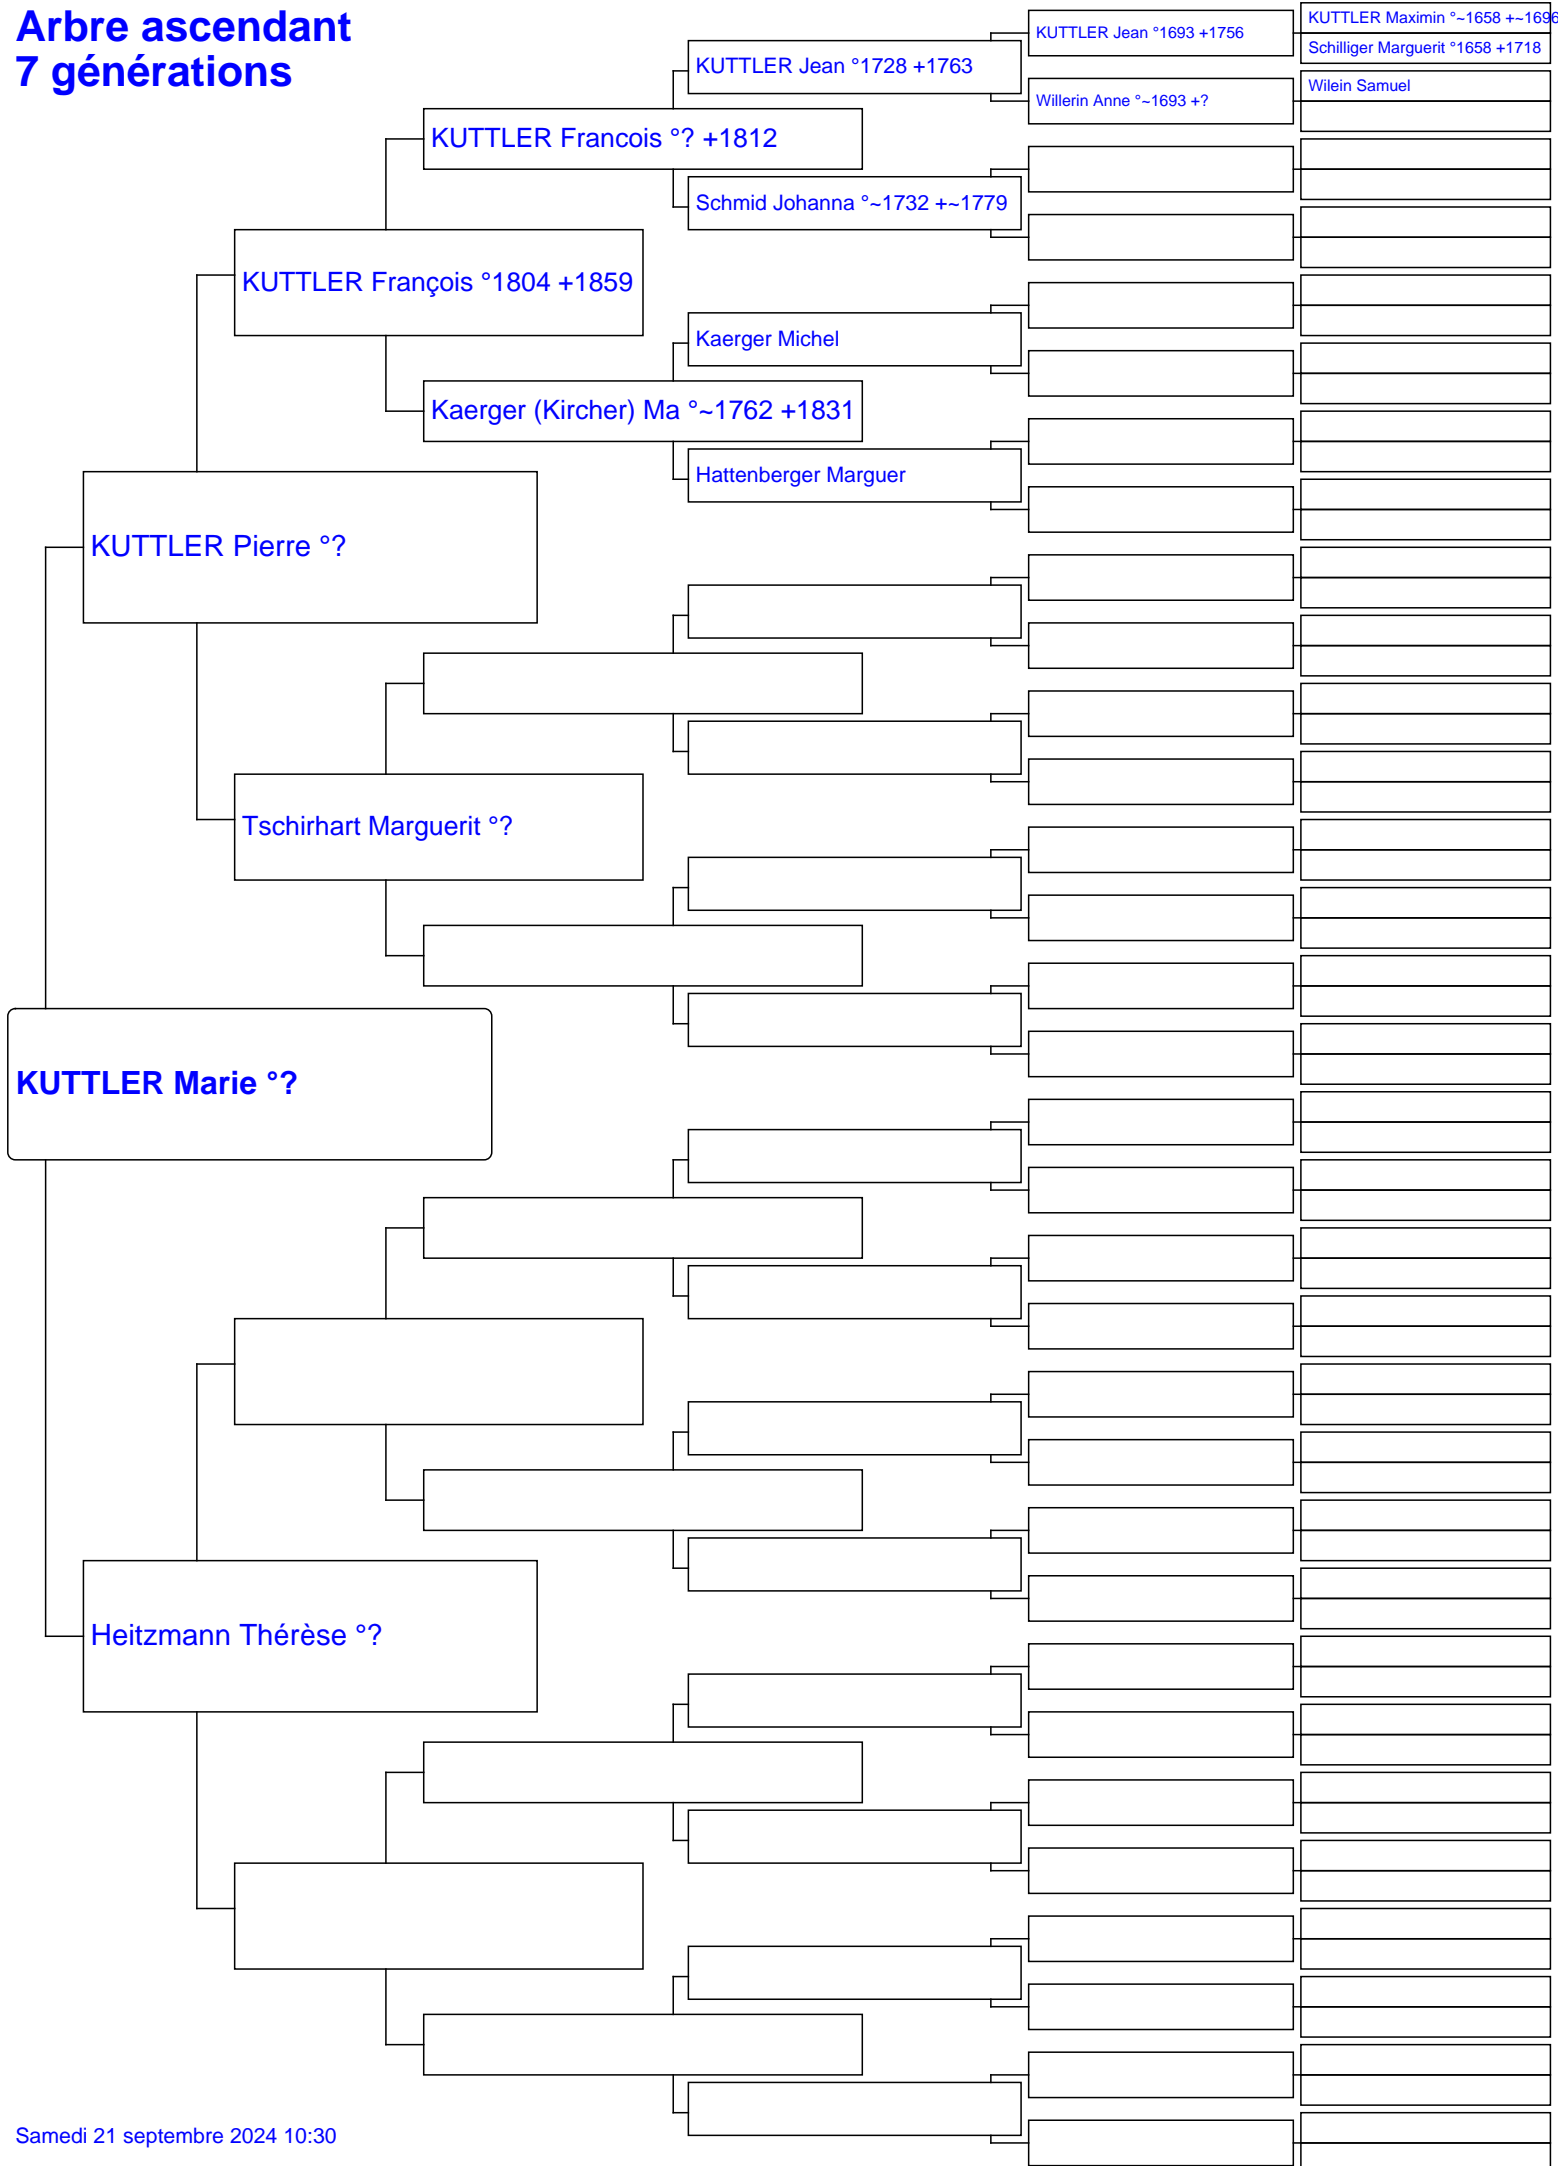 Arbre ascendant
7 générations
KUTTLER Maximin °~1658 +~1696
KUTTLER Jean °1693 +1756
Schilliger Marguerit °1658 +1718
KUTTLER Jean °1728 +1763
Wilein Samuel
Willerin Anne °~1693 +?
KUTTLER Francois °? +1812
Schmid Johanna °~1732 +~1779
KUTTLER François °1804 +1859
Kaerger Michel
Kaerger (Kircher) Ma °~1762 +1831
Hattenberger Marguer
KUTTLER Pierre °?
Tschirhart Marguerit °?
KUTTLER Marie °?
Heitzmann Thérèse °?
Samedi 21 septembre 2024 10:30